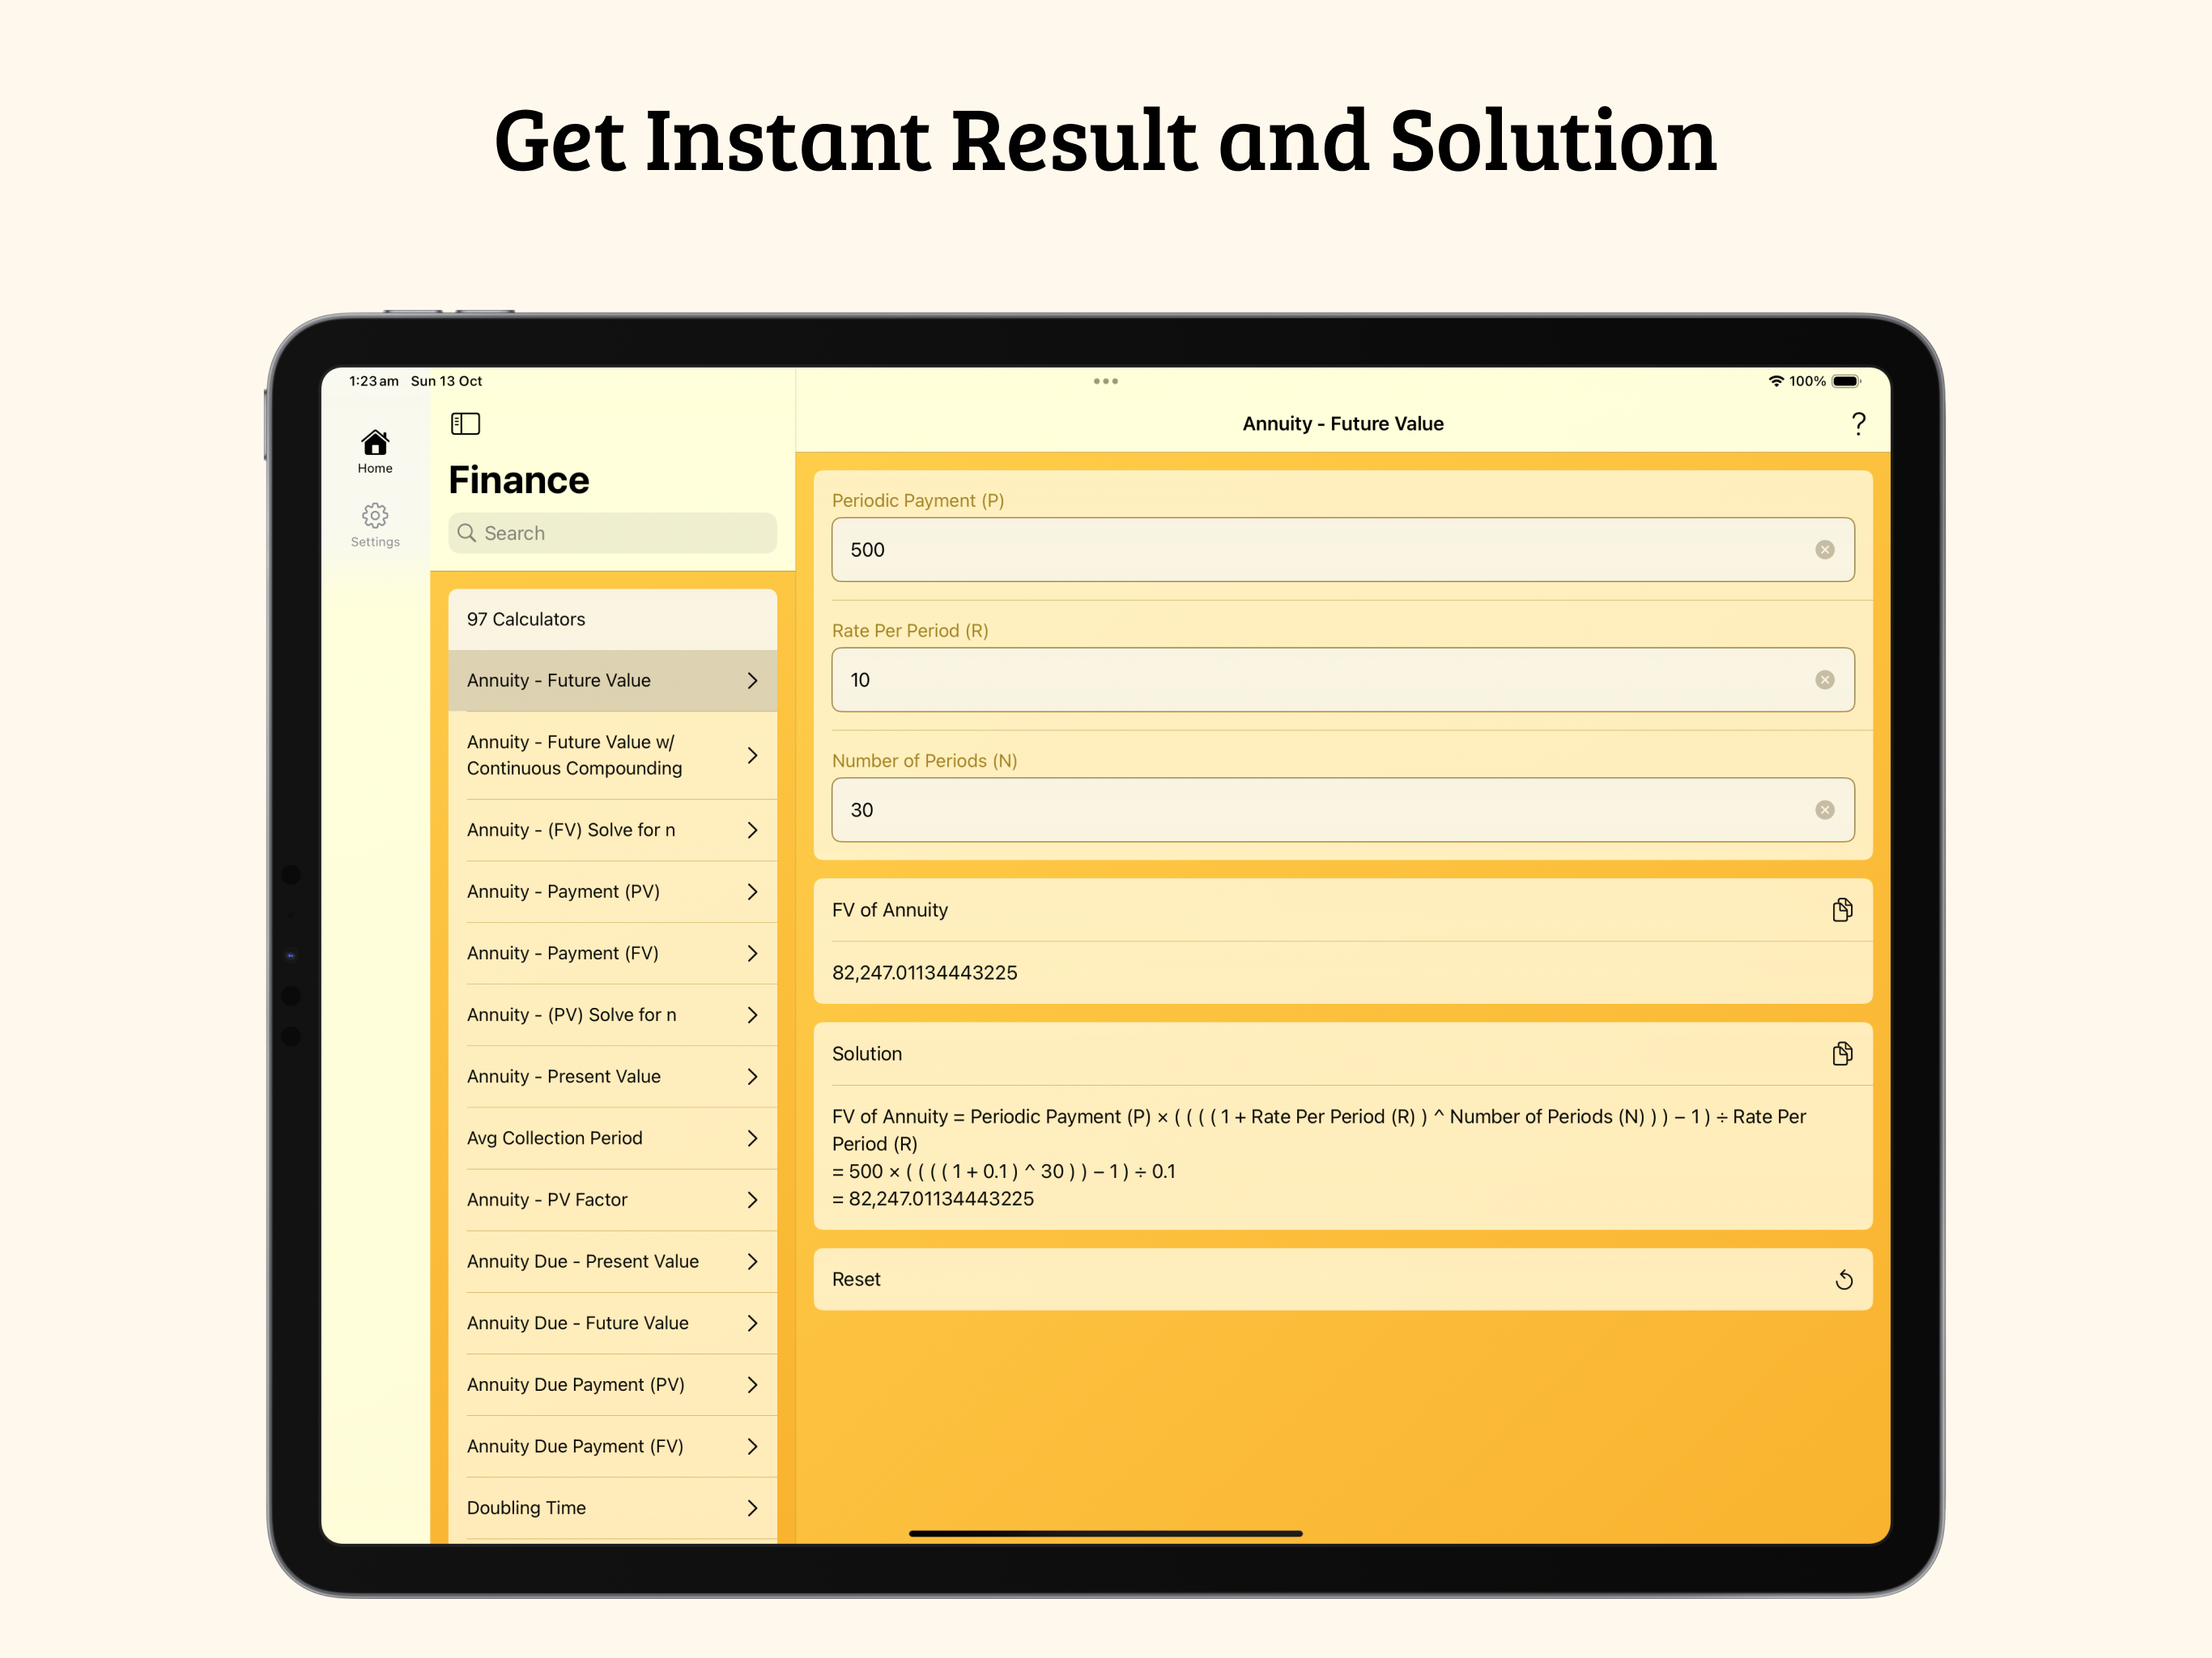 Get Instant Result and Solution
1:23 am Sun 13 Oct
100%
Home
Settings
Finance
Search
97 Calculators
Annuity - Future Value
Annuity - Future Value w/
Continuous Compounding
Annuity - (FV) Solve for n
Annuity - Payment (PV)
Annuity - Payment (FV)
Annuity - (PV) Solve for n
Annuity - Present Value
Avg Collection Period
Annuity - PV Factor
Annuity Due - Present Value
Annuity Due - Future Value
Annuity Due Payment (PV)
Annuity Due Payment (FV)
Doubling Time
Annuity - Future Value
?
Periodic Payment (P)
500
Rate Per Period (R)
10
Number of Periods (N)
30
FV of Annuity
82,247.01134443225
Solution
FV of Annuity = Periodic Payment (P) × ( ( ( ( 1 + Rate Per Period (R) ) ^ Number of Periods (N) ) ) − 1 ) ÷ Rate Per
Period (R)
= 500 × ( ( ( ( 1 + 0.1 ) ^ 30 ) ) − 1 ) ÷ 0.1
= 82,247.01134443225
Reset